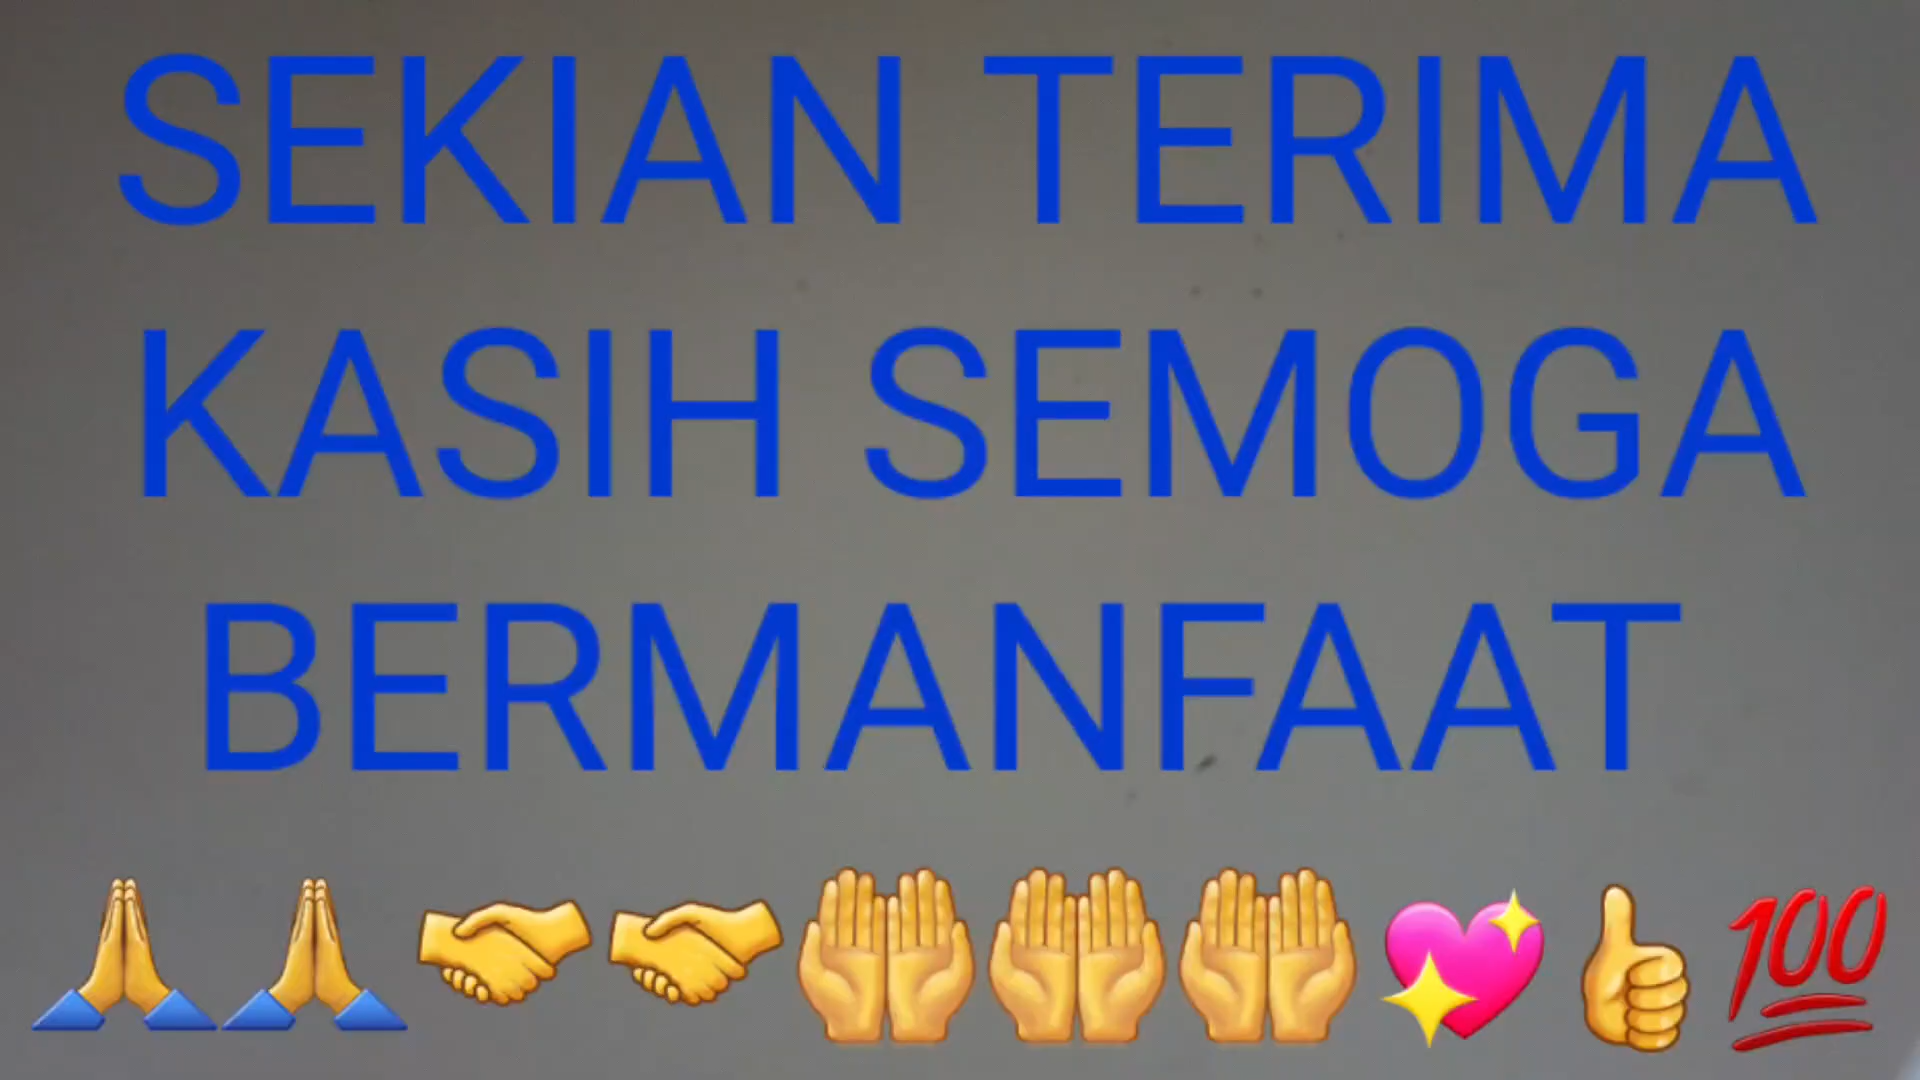 SEKIAN TERIMA
KASIH SEMOGA
BERMANFAAT
🙏🙏🤝🤝🤲🤲🤲💖👍💯